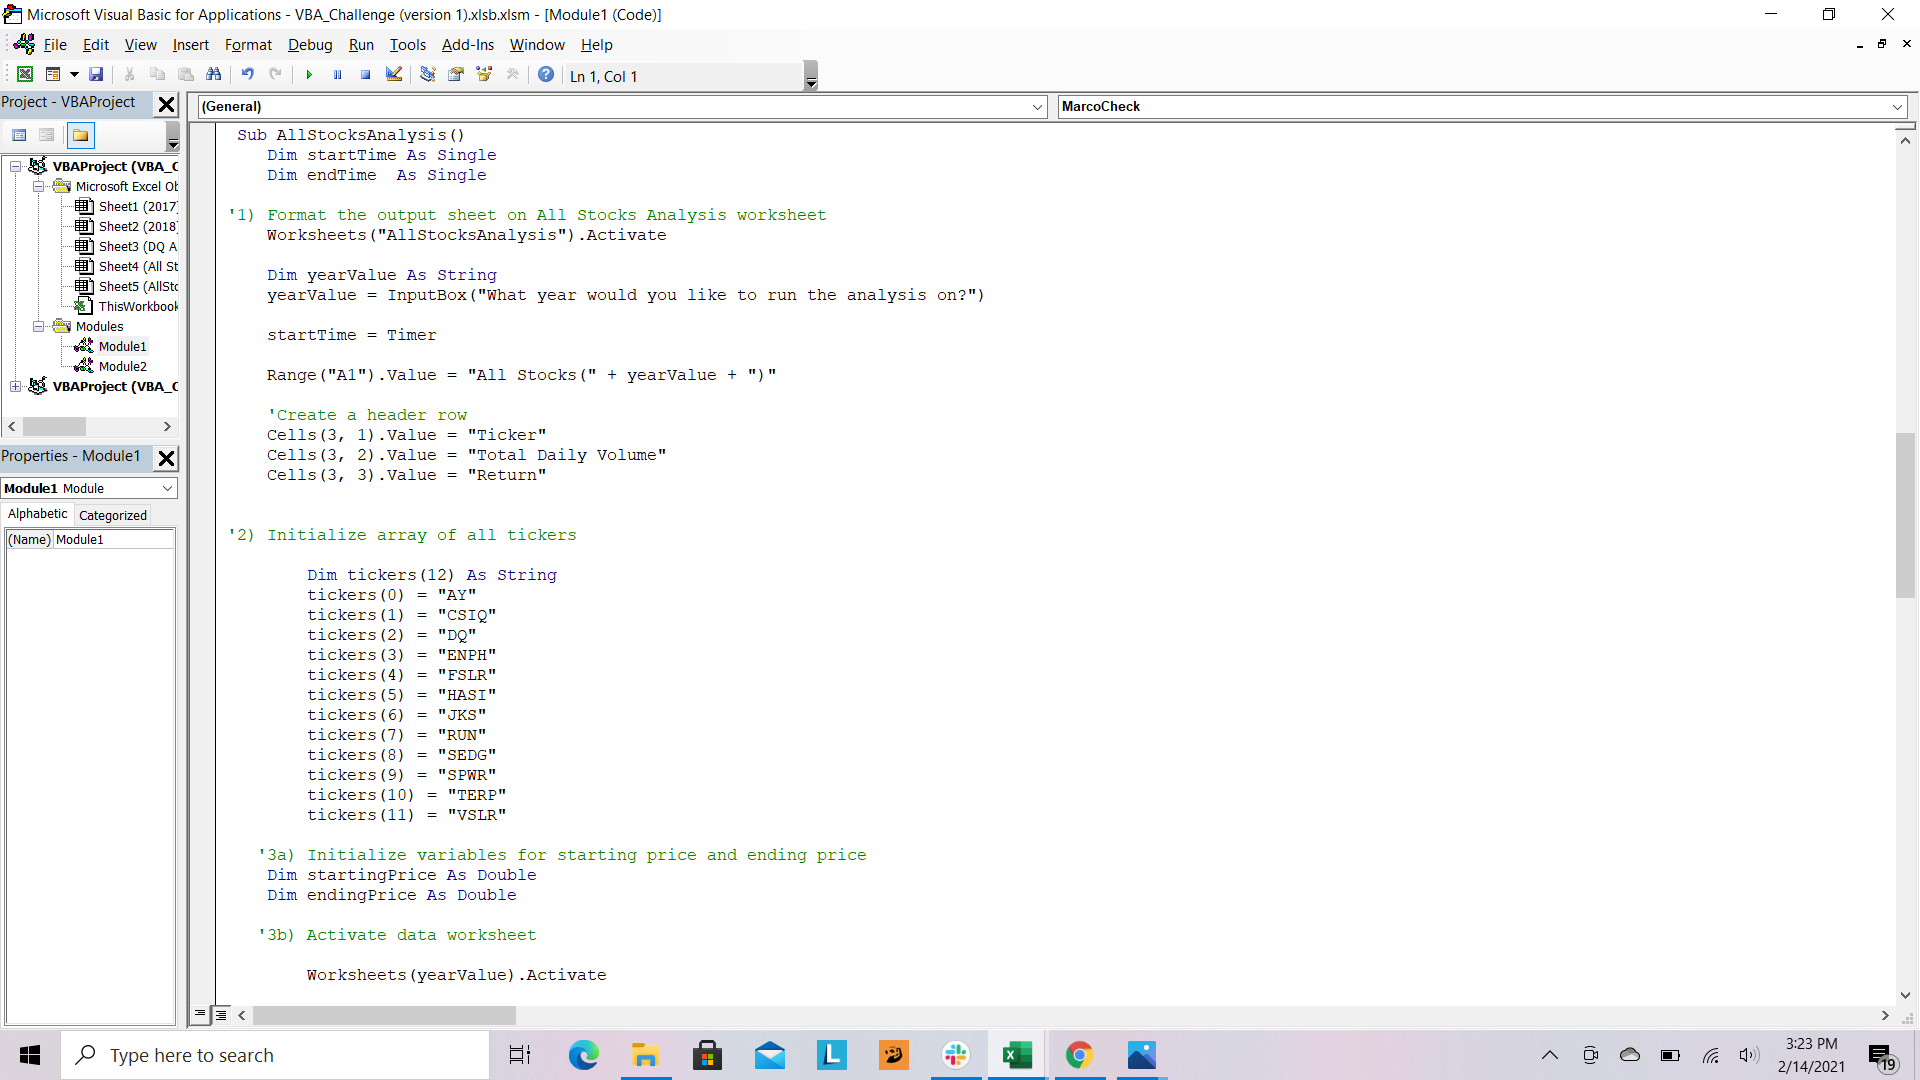 Microsoft Visual Basic for Applications - VBA_Challenge (version 1).xlsb.xlsm - [Module1 (Code)]
File Edit View Insert Format Debug Run Tools Add-Ins Window Help
Ln 1, Col 1
Project - VBAProject
(General)
MarcoCheck
VBAProject (VBA_C
Microsoft Excel Ob
Sheet1 (2017)
Sheet2 (2018)
Sheet3 (DQ A
Sheet4 (All St
Sheet5 (AllSto
ThisWorkbook
Modules
Module1
Module2
VBAProject (VBA_C
Properties - Module1
Module1 Module
Alphabetic Categorized
(Name) Module1
Sub AllStocksAnalysis()
Dim startTime As Single
Dim endTime  As Single
'1) Format the output sheet on All Stocks Analysis worksheet
Worksheets("AllStocksAnalysis").Activate
Dim yearValue As String
yearValue = InputBox("What year would you like to run the analysis on?")
startTime = Timer
Range("A1").Value = "All Stocks(" + yearValue + ")"
'Create a header row
Cells(3, 1).Value = "Ticker"
Cells(3, 2).Value = "Total Daily Volume"
Cells(3, 3).Value = "Return"
'2) Initialize array of all tickers
Dim tickers(12) As String
tickers(0) = "AY"
tickers(1) = "CSIQ"
tickers(2) = "DQ"
tickers(3) = "ENPH"
tickers(4) = "FSLR"
tickers(5) = "HASI"
tickers(6) = "JKS"
tickers(7) = "RUN"
tickers(8) = "SEDG"
tickers(9) = "SPWR"
tickers(10) = "TERP"
tickers(11) = "VSLR"
'3a) Initialize variables for starting price and ending price
Dim startingPrice As Double
Dim endingPrice As Double
'3b) Activate data worksheet
Worksheets(yearValue).Activate
Type here to search
L
3:23 PM
2/14/2021
19